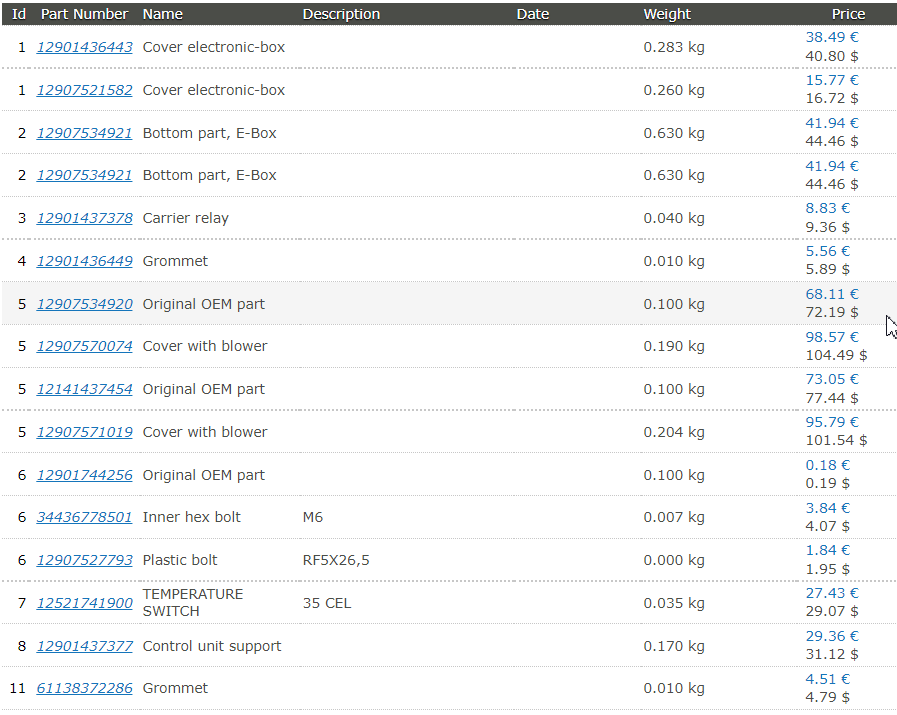 Id Part Number Name Description Date Weight Price
1 12901436443 Cover electronic-box 0.283 kg 38.49 €
40.80 $
1 12907521582 Cover electronic-box 0.260 kg 15.77 €
16.72 $
2 12907534921 Bottom part, E-Box 0.630 kg 41.94 €
44.46 $
2 12907534921 Bottom part, E-Box 0.630 kg 41.94 €
44.46 $
3 12901437378 Carrier relay 0.040 kg 8.83 €
9.36 $
4 12901436449 Grommet 0.010 kg 5.56 €
5.89 $
5 12907534920 Original OEM part 0.100 kg 68.11 €
72.19 $
5 12907570074 Cover with blower 0.190 kg 98.57 €
104.49 $
5 12141437454 Original OEM part 0.100 kg 73.05 €
77.44 $
5 12907571019 Cover with blower 0.204 kg 95.79 €
101.54 $
6 12901744256 Original OEM part 0.100 kg 0.18 €
0.19 $
6 34436778501 Inner hex bolt M6 0.007 kg 3.84 €
4.07 $
6 12907527793 Plastic bolt RF5X26,5 0.000 kg 1.84 €
1.95 $
7 12521741900 TEMPERATURE
SWITCH 35 CEL 0.035 kg 27.43 €
29.07 $
8 12901437377 Control unit support 0.170 kg 29.36 €
31.12 $
11 61138372286 Grommet 0.010 kg 4.51 €
4.79 $